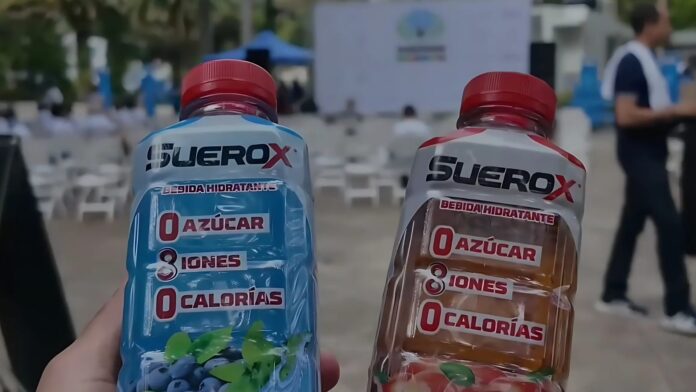 SUEROX
BEBIDA HIDRATANTE
0 AZÚCAR
8 IONES
0 CALORÍAS
SUEROX
BEBIDA HIDRATANTE
0 AZÚCAR
8 IONES
0 CALORÍAS